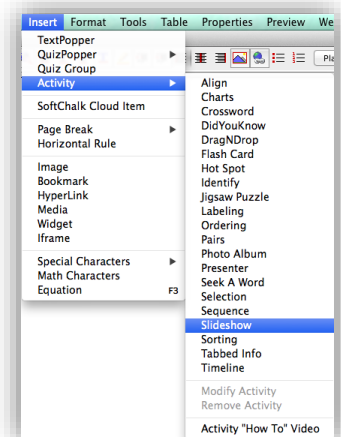 Insert Format Tools Table Properties Preview We
TextPopper
QuizPopper
Quiz Group
Activity
SoftChalk Cloud Item
Page Break
Horizontal Rule
Image
Bookmark
HyperLink
Media
Widget
Iframe
Special Characters
Math Characters
Equation F3
Pla
Align
Charts
Crossword
DidYouKnow
DragNDrop
Flash Card
Hot Spot
Identify
Jigsaw Puzzle
Labeling
Ordering
Pairs
Photo Album
Presenter
Seek A Word
Selection
Sequence
Slideshow
Sorting
Tabbed Info
Timeline
Modify Activity
Remove Activity
Activity "How To" Video